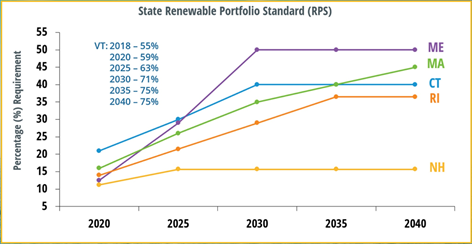 State Renewable Portfolio Standard (RPS)
Percentage (%) Requirement
55
50
45
40
35
30
25
20
15
10
5
VT: 2018 – 55%
2020 – 59%
2025 – 63%
2030 – 71%
2035 – 75%
2040 – 75%
ME
MA
CT
RI
NH
2020 2025 2030 2035 2040